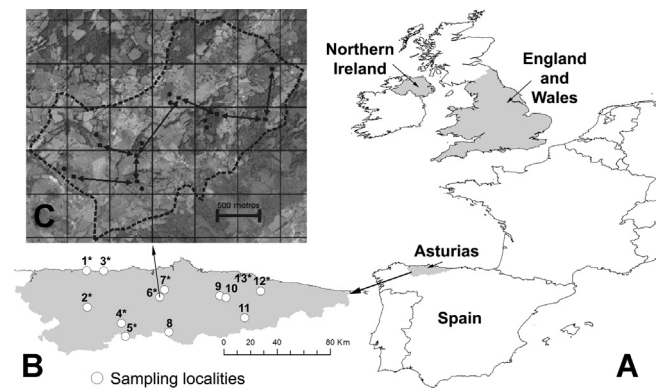 Northern
Ireland
England
and
Wales
C
500 metres
A
Asturias
Spain
1*
3*
2*
4*
5*
6*
7*
8
9
10
11
13*
12*
0
20
40
80 Km
B
Sampling localities